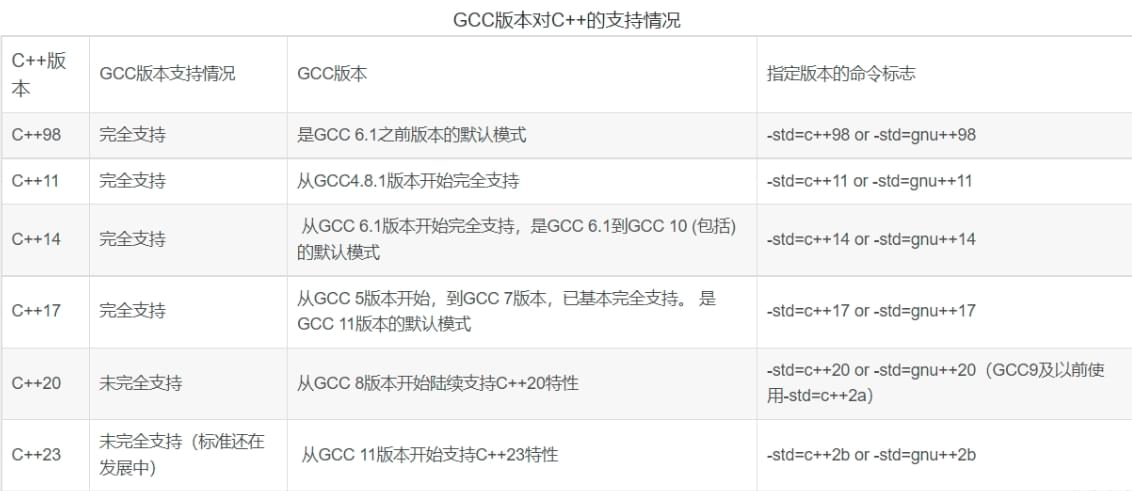 GCC版本对C++的支持情况
C++版
本
GCC版本支持情况
GCC版本
指定版本的命令标志
C++98
完全支持
是GCC 6.1之前版本的默认模式
-std=c++98 or -std=gnu++98
C++11
完全支持
从GCC4.8.1版本开始完全支持
-std=c++11 or -std=gnu++11
C++14
完全支持
从GCC 6.1版本开始完全支持，是GCC 6.1到GCC 10 (包括)
的默认模式
-std=c++14 or -std=gnu++14
C++17
完全支持
从GCC 5版本开始，到GCC 7版本，已基本完全支持。 是
GCC 11版本的默认模式
-std=c++17 or -std=gnu++17
C++20
未完全支持
从GCC 8版本开始陆续支持C++20特性
-std=c++20 or -std=gnu++20（GCC9及以前使
用-std=c++2a）
C++23
未完全支持（标准还在
发展中）
从GCC 11版本开始支持C++23特性
-std=c++2b or -std=gnu++2b